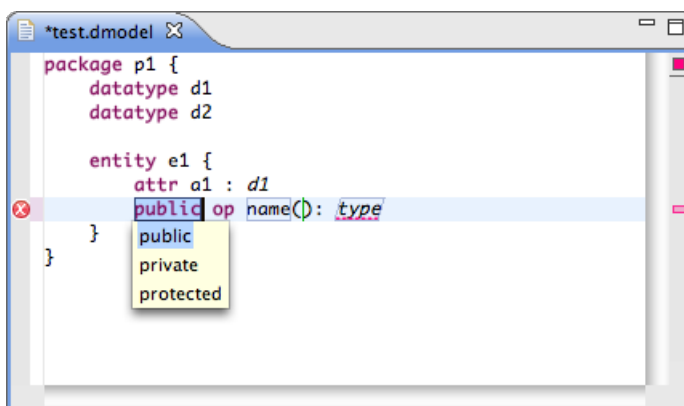 *test.dmodel
package p1 {
datatype d1
datatype d2
entity e1 {
attr a1 : d1
public op name(): type
}
public
private
protected
}